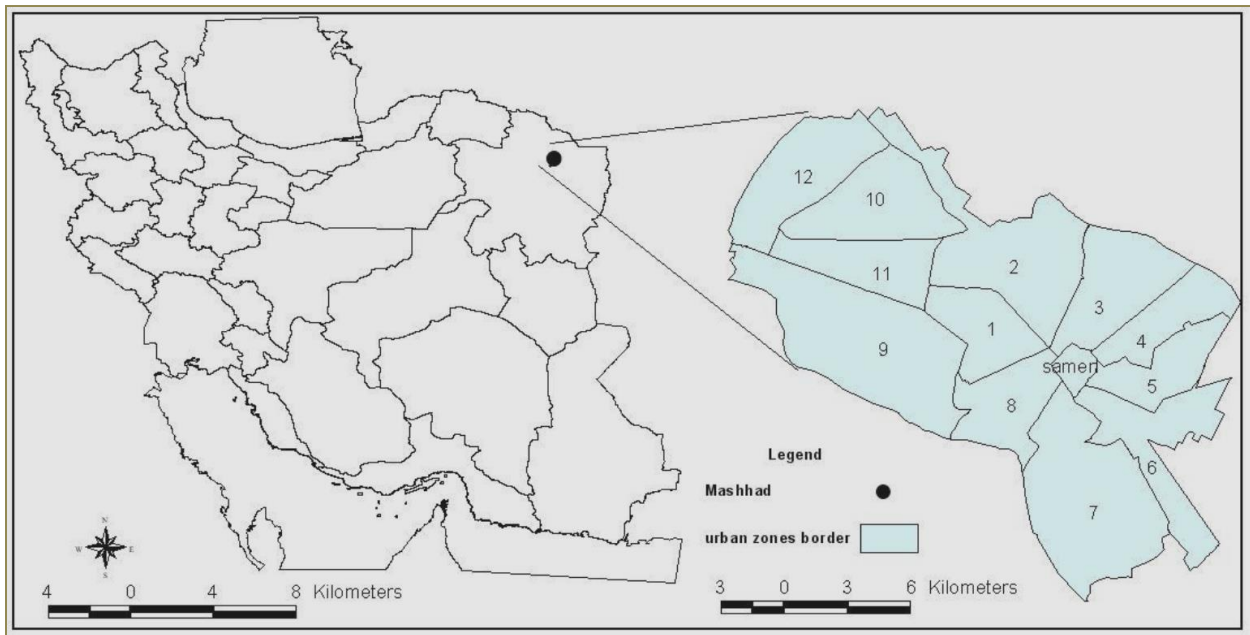 12
10
2
11
3
1
4
9
samen
5
8
6
7
Legend
Mashhad
urban zones border
N
W E
S
4 0 4 8 Kilometers
3 0 3 6 Kilometers